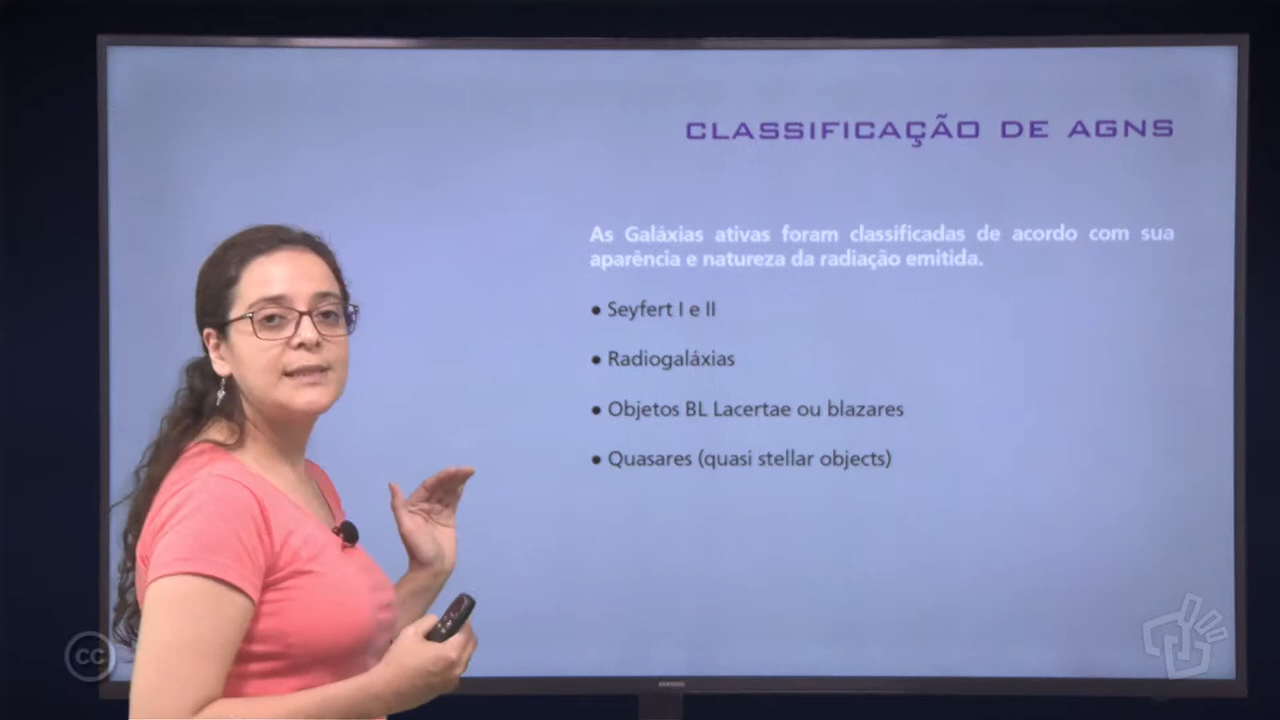 CLASSIFICAÇÃO DE AGNS
As Galáxias ativas foram classificadas de acordo com sua
aparência e natureza da radiação emitida.
• Seyfert I e II
• Radiogaláxias
• Objetos BL Lacertae ou blazares
• Quasares (quasi stellar objects)
cc
SAMSUNG